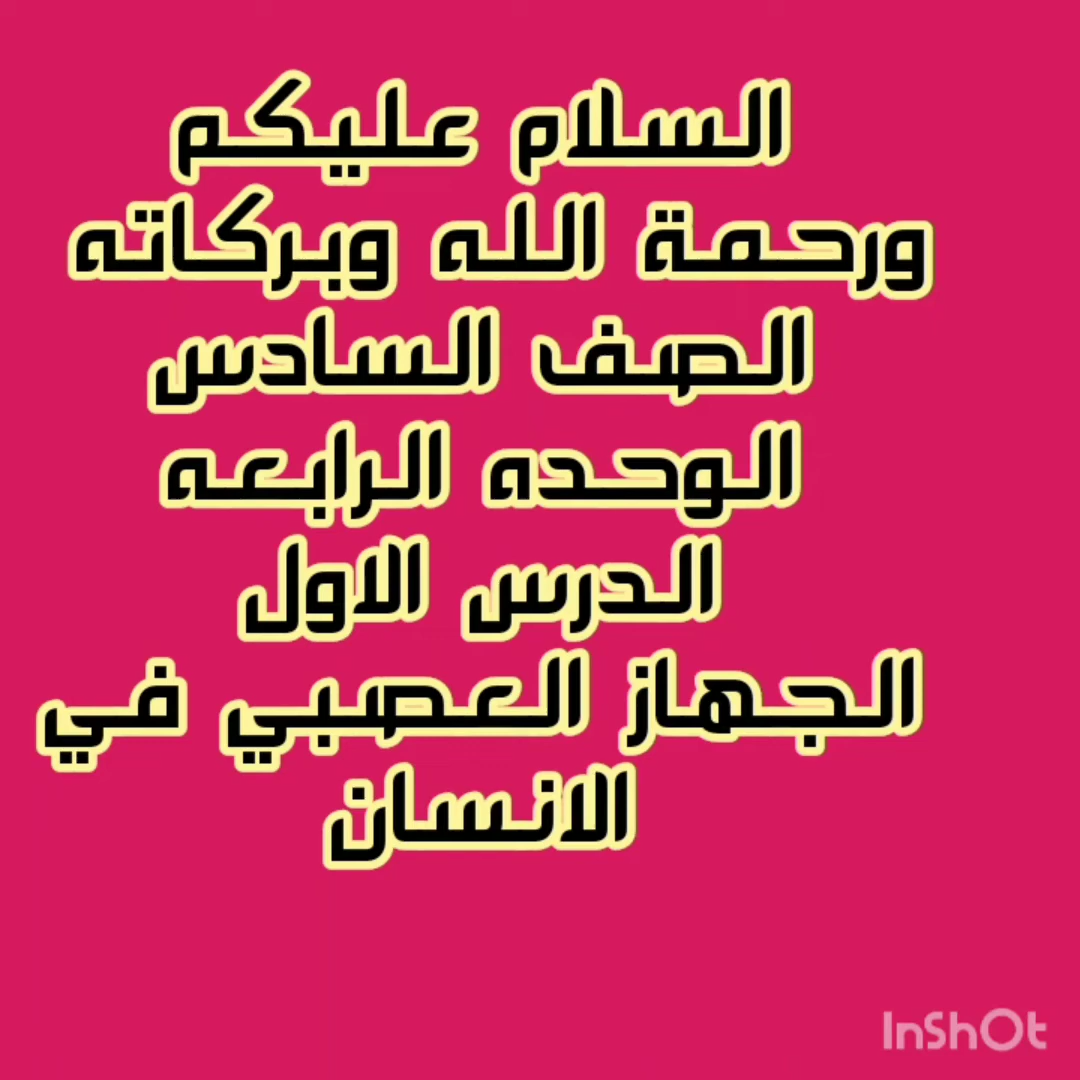 السلام عليكم
ورحمة الله وبركاته
الصف السادس
الوحده الرابعه
الدرس الاول
الجهاز العصبي في
الانسان
InShOt